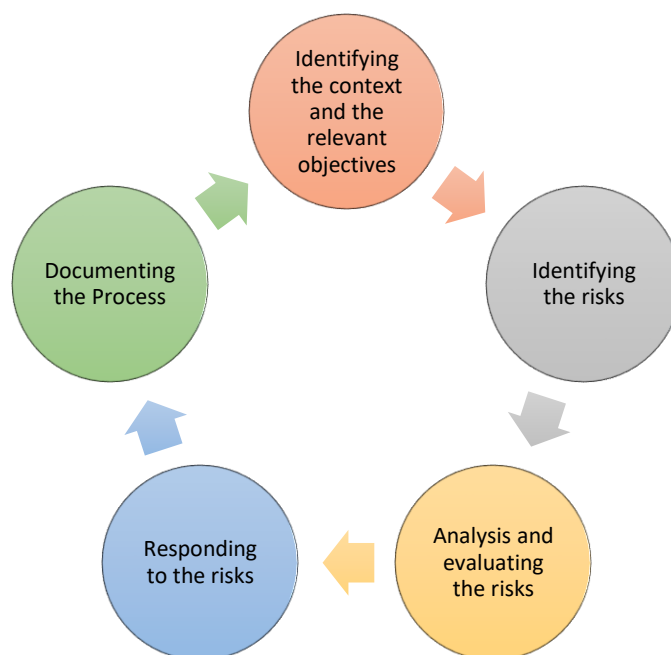 Identifying
the context
and the
relevant
objectives
Identifying
the risks
Analysis and
evaluating
the risks
Responding
to the risks
Documenting
the Process